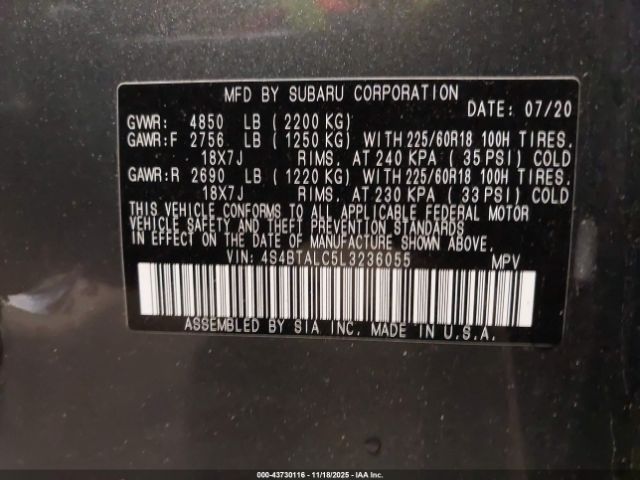 MFD BY SUBARU CORPORATION
DATE: 07/20
GVWR: 4850 LB (2200 KG)
GAWR:F 2756 LB (1250 KG) WITH 225/60R18 100H TIRES,
18X7J RIMS, AT 240 KPA (35 PSI) COLD
GAWR:R 2690 LB (1220 KG) WITH 225/60R18 100H TIRES,
18X7J RIMS, AT 230 KPA (33 PSI) COLD
THIS VEHICLE CONFORMS TO ALL APPLICABLE FEDERAL MOTOR
VEHICLE SAFETY AND THEFT PREVENTION STANDARDS
IN EFFECT ON THE DATE OF MANUFACTURE SHOWN ABOVE.
VIN: 4S4BTALC5L3236055 MPV
ASSEMBLED BY SIA INC. MADE IN U.S.A.
000-43730116 - 11/18/2025 - IAA Inc.